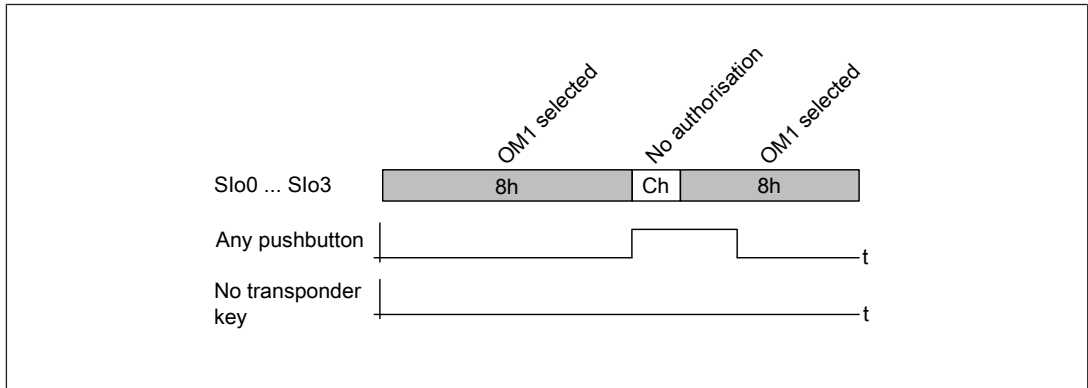 OM1 selected
No authorisation
OM1 selected
SIo0 ... SIo3
8h
Ch
8h
Any pushbutton
t
No transponder
key
t